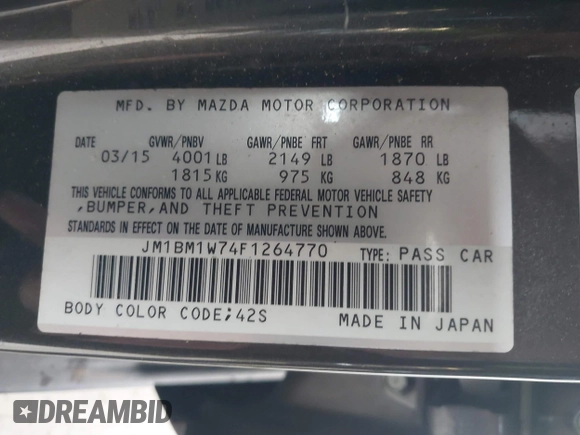 MFD. BY MAZDA MOTOR CORPORATION
DATE GVWR/PNBV GAWR/PNBE FRT GAWR/PNBE RR
03/15 4001 LB 2149 LB 1870 LB
1815 KG 975 KG 848 KG
THIS VEHICLE CONFORMS TO ALL APPLICABLE FEDERAL MOTOR VEHICLE SAFETY
,BUMPER,AND THEFT PREVENTION
STANDARDS IN EFFECT ON THE DATE OF MANUFACTURE SHOWN ABOVE.
JM1BM1W74F1264770 TYPE: PASS CAR
BODY COLOR CODE;42S MADE IN JAPAN
DREAMBID